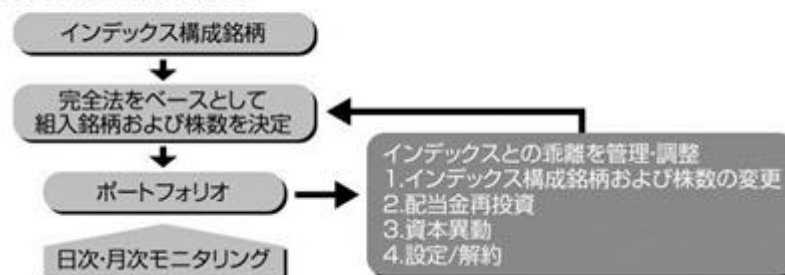 インデックス構成銘柄
完全法をベースとして
組入銘柄および株数を決定
ポートフォリオ
日次・月次モニタリング
インデックスとの乖離を管理・調整
1.インデックス構成銘柄および株数の変更
2.配当金再投資
3.資本異動
4.設定/解約